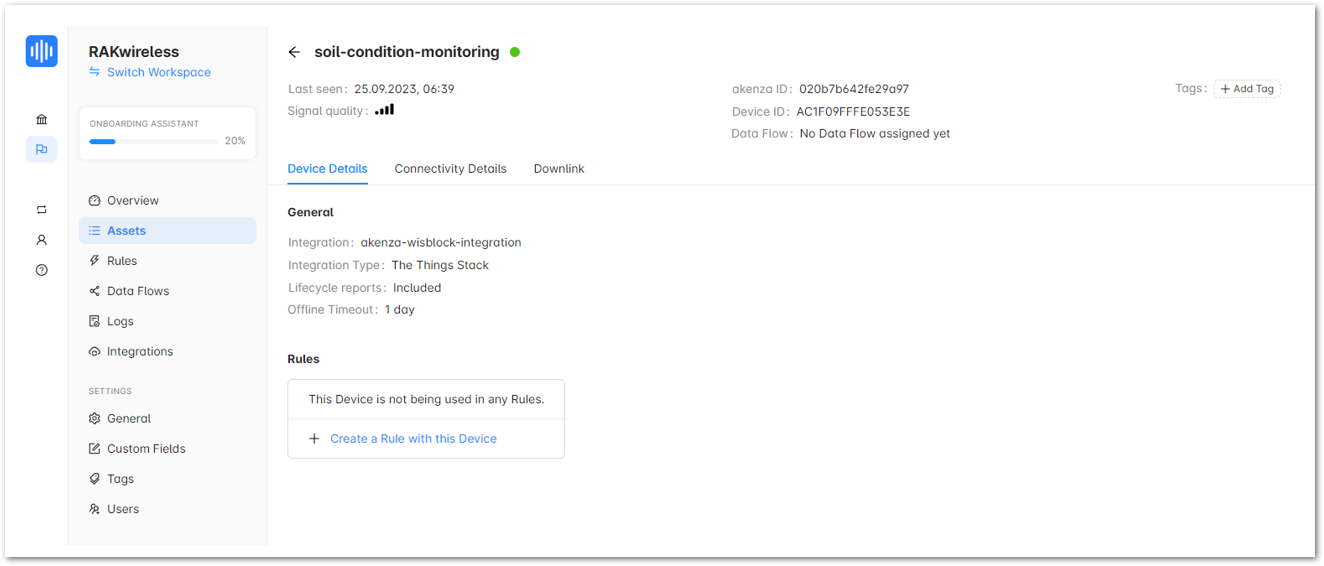 RAKwireless
Switch Workspace
ONBOARDING ASSISTANT
20%
Overview
Assets
Rules
Data Flows
Logs
Integrations
SETTINGS
General
Custom Fields
Tags
Users
soil-condition-monitoring
Last seen: 25.09.2023, 06:39
Signal quality:
akenza ID: 020b7b642fe29a97
Device ID: AC1F09FFFE053E3E
Data Flow: No Data Flow assigned yet
Tags: + Add Tag
Device Details Connectivity Details Downlink
General
Integration: akenza-wisblock-integration
Integration Type: The Things Stack
Lifecycle reports: Included
Offline Timeout: 1 day
Rules
This Device is not being used in any Rules.
+ Create a Rule with this Device